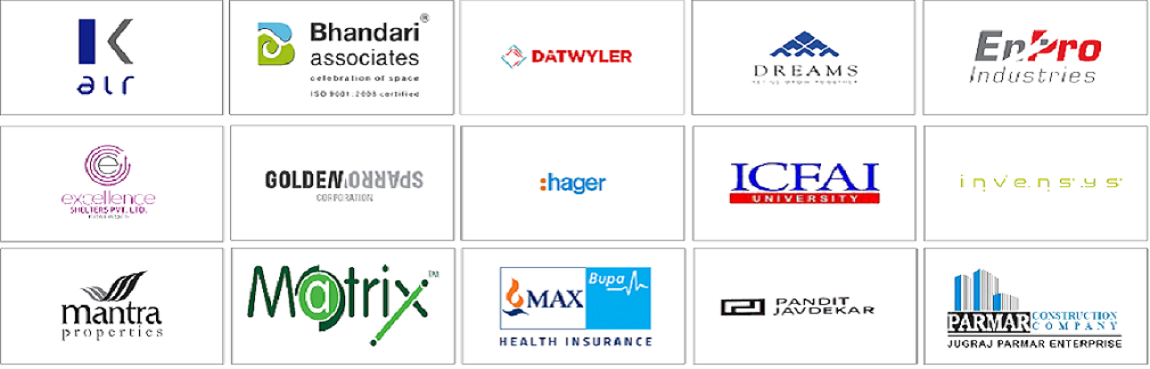 K
air
Bhandari®
associates
celebration of space
ISO 9001:2008 certified
DATWYLER
DREAMS
EnPro
Industries
e
excellence
SHELTERS PVT. LTD.
GOLDEN SPARROW
CORPORATION
:hager
ICFAI
UNIVERSITY
invensys
mantra
properties
M@trix™
MAX
Bupa
HEALTH INSURANCE
PANDIT
JAVDEKAR
PARMAR CONSTRUCTION
COMPANY
JUGRAJ PARMAR ENTERPRISE